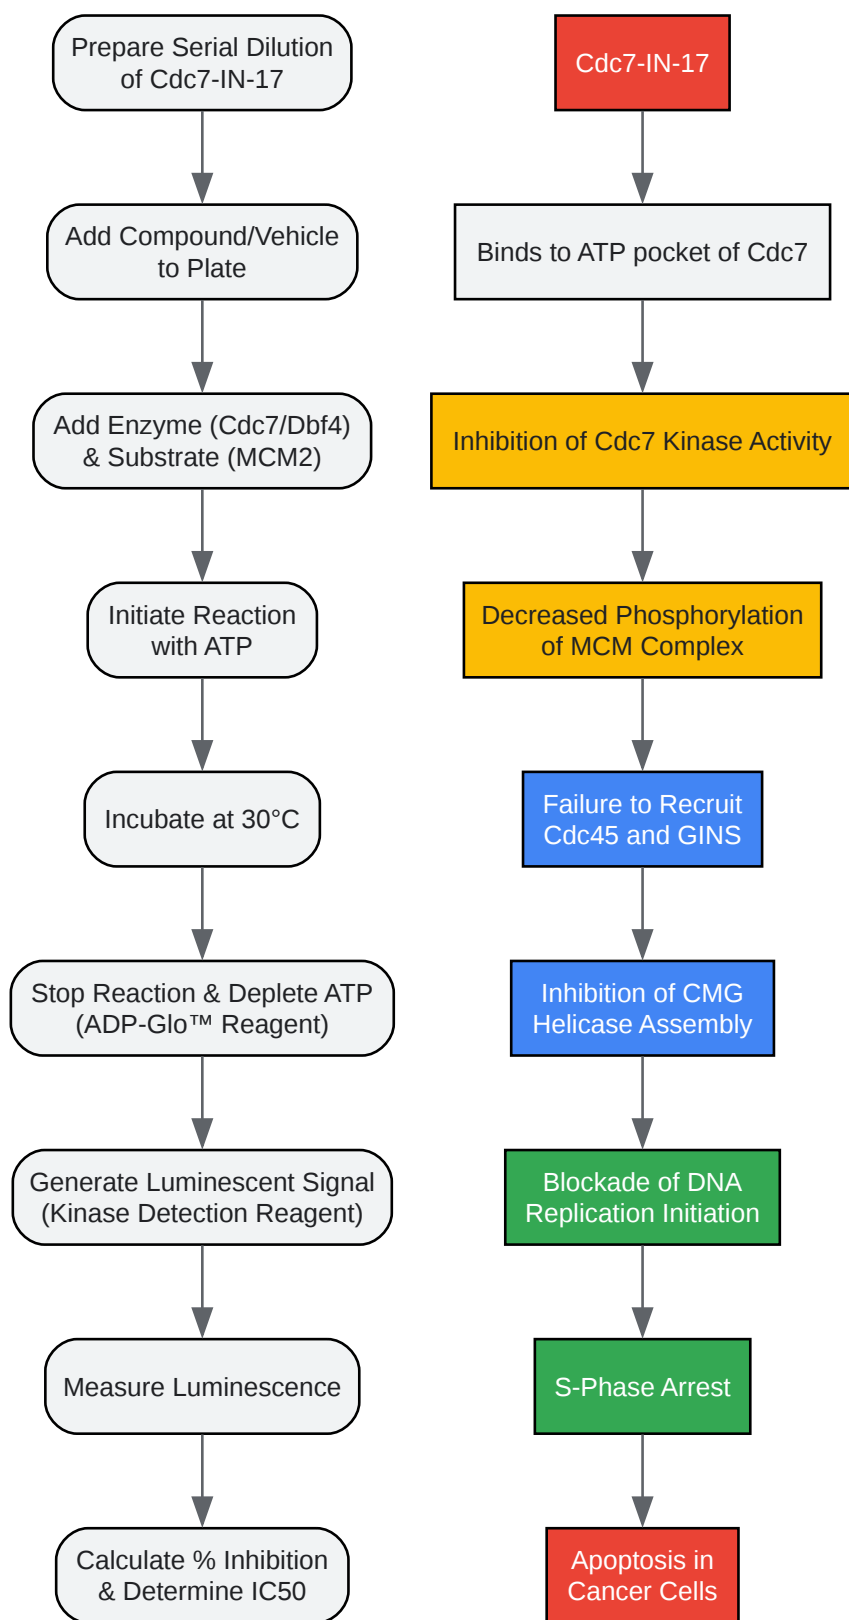 Prepare Serial Dilution
of Cdc7-IN-17
Add Compound/Vehicle
to Plate
Add Enzyme (Cdc7/Dbf4)
& Substrate (MCM2)
Initiate Reaction
with ATP
Incubate at 30°C
Stop Reaction & Deplete ATP
(ADP-Glo™ Reagent)
Generate Luminescent Signal
(Kinase Detection Reagent)
Measure Luminescence
Calculate % Inhibition
& Determine IC50
Cdc7-IN-17
Binds to ATP pocket of Cdc7
Inhibition of Cdc7 Kinase Activity
Decreased Phosphorylation
of MCM Complex
Failure to Recruit
Cdc45 and GINS
Inhibition of CMG
Helicase Assembly
Blockade of DNA
Replication Initiation
S-Phase Arrest
Apoptosis in
Cancer Cells